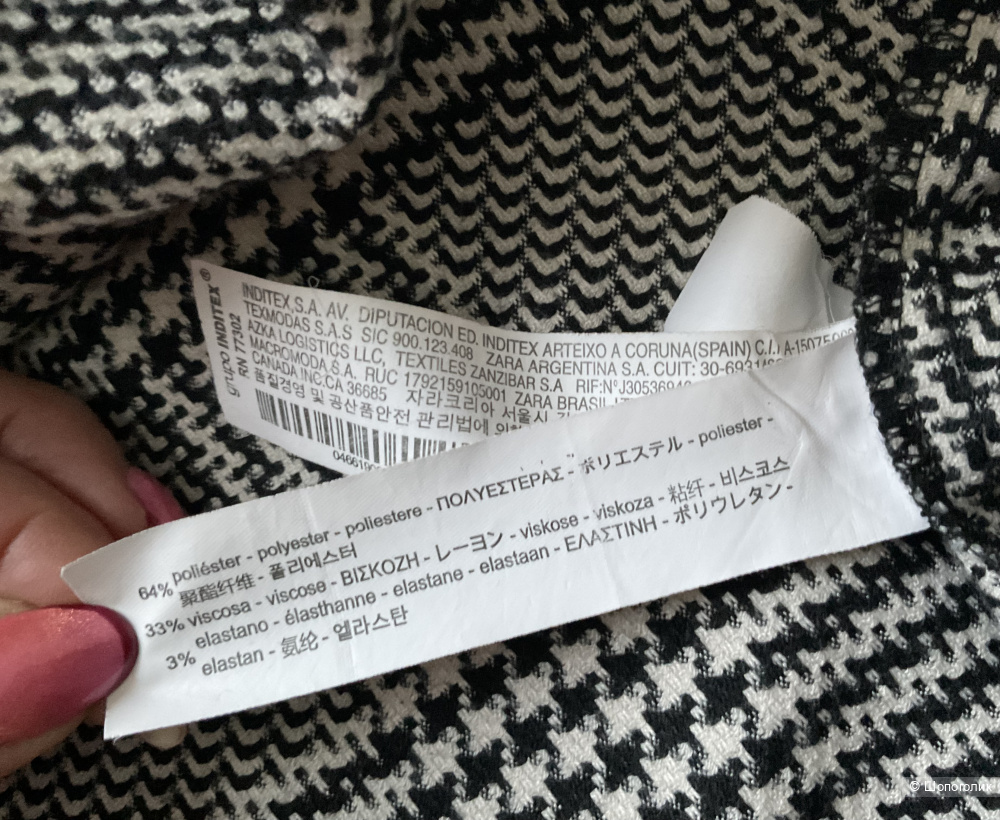 grupo INDITEX ®
RN 77302
INDITEX,S.A. AV. DIPUTACION ED. INDITEX ARTEIXO A CORUNA(SPAIN) C.I.
TEXMODAS S.A.S SIC 900.123.408 ZARA ARGENTINA S.A. CUIT:
AZKA LOGISTICS LLC, TEXTILES ZANZIBAR S.A RIF:Nº
MACROMODA,S.A. RUC 1792159105001 ZARA
CANADA INC.CA 36685 자라코리아 서울시
품질경영 및 공산품안전 관리법에
64% poliéster - polyester - poliestere - ΠΟΛΥΕΣΤΕΡΑΣ - ポリエステル - poliester -
聚酯纤维 - 폴리에스터
33% viscosa - viscose - ΒΙΣΚΟΖΗ - レーヨン - viskose - viskoza - 粘纤 - 비스코스
3% elastano - élasthanne - elastane - elastaan - ΕΛΑΣΤΙΝΗ - ポリウレタン -
elastan - 氨纶 - 엘라스탄
© Шопоголик